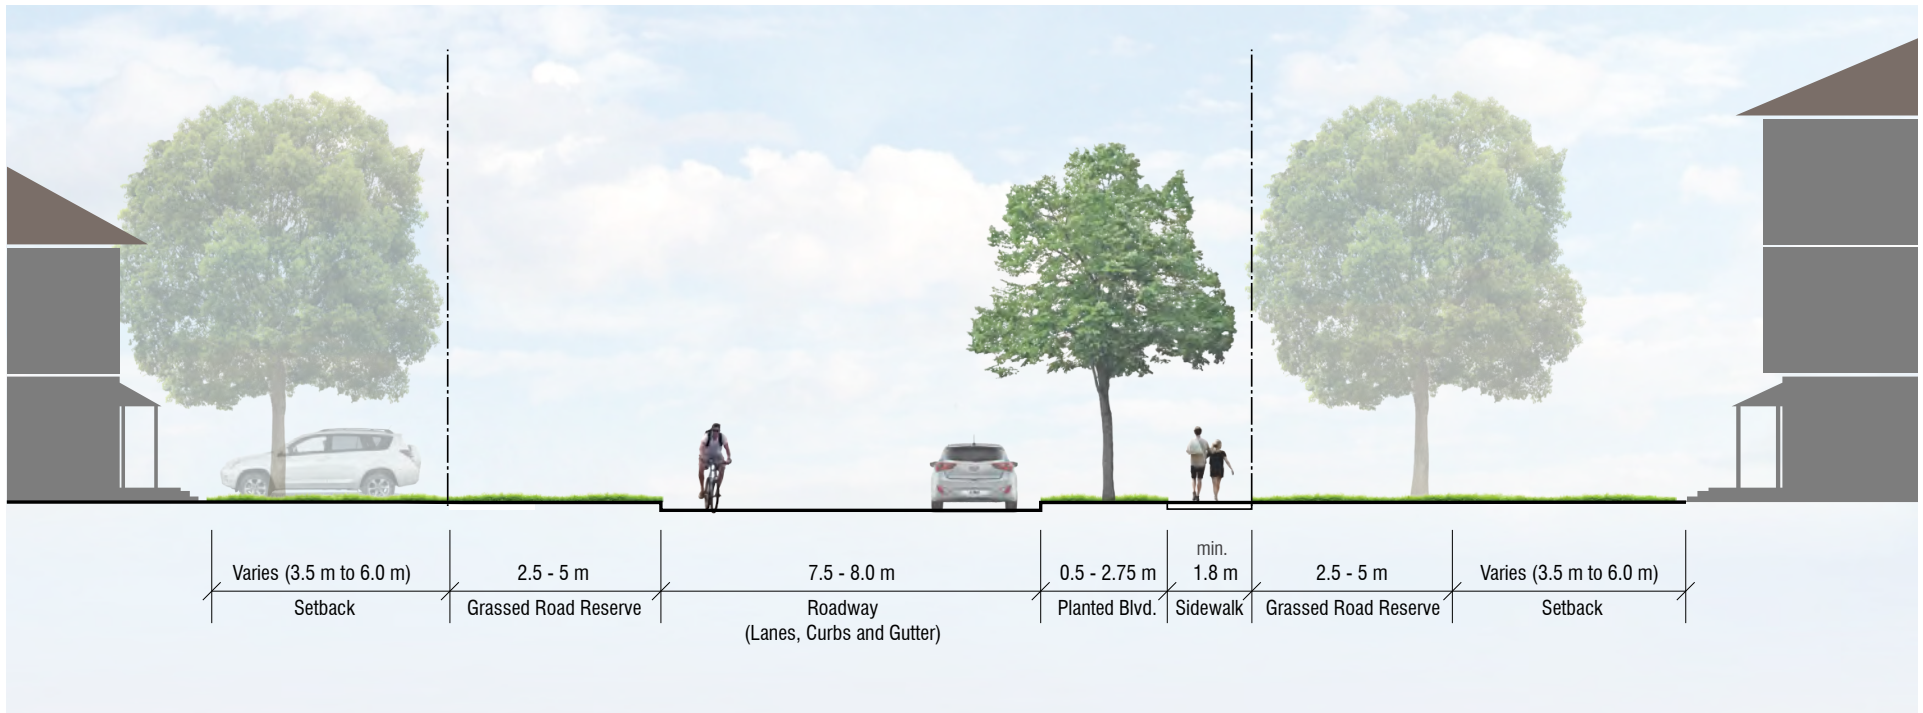 min.
Varies (3.5 m to 6.0 m) 2.5 - 5 m 7.5 - 8.0 m 0.5 - 2.75 m 1.8 m 2.5 - 5 m Varies (3.5 m to 6.0 m)
Setback Grassed Road Reserve Roadway Planted Blvd. Sidewalk Grassed Road Reserve Setback
(Lanes, Curbs and Gutter)